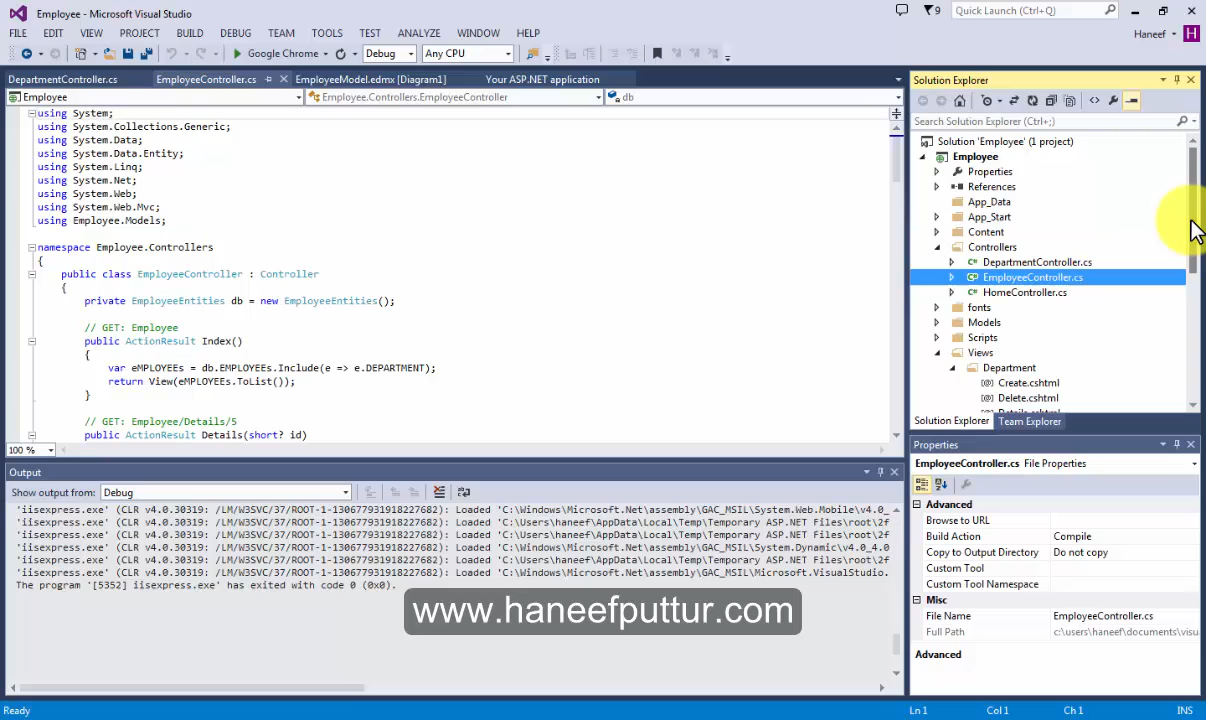 Employee - Microsoft Visual Studio
9
Quick Launch (Ctrl+Q)
FILE EDIT VIEW PROJECT BUILD DEBUG TEAM TOOLS TEST ANALYZE WINDOW HELP
Haneef H
Google Chrome Debug Any CPU
DepartmentController.cs EmployeeController.cs EmployeeModel.edmx [Diagram1] Your ASP.NET application
Employee Employee.Controllers.EmployeeController db
using System;
using System.Collections.Generic;
using System.Data;
using System.Data.Entity;
using System.Linq;
using System.Net;
using System.Web;
using System.Web.Mvc;
using Employee.Models;
namespace Employee.Controllers
{
public class EmployeeController : Controller
{
private EmployeeEntities db = new EmployeeEntities();
// GET: Employee
public ActionResult Index()
{
var eMPLOYEEs = db.EMPLOYEEs.Include(e => e.DEPARTMENT);
return View(eMPLOYEEs.ToList());
}
// GET: Employee/Details/5
public ActionResult Details(short? id)
100 %
Output
Show output from: Debug
'iisexpress.exe' (CLR v4.0.30319: /LM/W3SVC/37/ROOT-1-130677931918227682): Loaded 'C:\Windows\Microsoft.Net\assembly\GAC_MSIL\System.Web.Mobile\v4.0_
'iisexpress.exe' (CLR v4.0.30319: /LM/W3SVC/37/ROOT-1-130677931918227682): Loaded 'C:\Users\haneef\AppData\Local\Temp\Temporary ASP.NET Files\root\2f
'iisexpress.exe' (CLR v4.0.30319: /LM/W3SVC/37/ROOT-1-130677931918227682): Loaded 'C:\Users\haneef\AppData\Local\Temp\Temporary ASP.NET Files\root\2f
'iisexpress.exe' (CLR v4.0.30319: /LM/W3SVC/37/ROOT-1-130677931918227682): Loaded 'C:\Windows\Microsoft.Net\assembly\GAC_MSIL\System.Dynamic\v4.0_4.0
'iisexpress.exe' (CLR v4.0.30319: /LM/W3SVC/37/ROOT-1-130677931918227682): Loaded 'C:\Users\haneef\AppData\Local\Temp\Temporary ASP.NET Files\root\2f
'iisexpress.exe' (CLR v4.0.30319: /LM/W3SVC/37/ROOT-1-130677931918227682): Loaded 'C:\Windows\Microsoft.Net\assembly\GAC_MSIL\Microsoft.VisualStudio.
The program '[5352] iisexpress.exe' has exited with code 0 (0x0).
www.haneefputtur.com
Solution Explorer
Search Solution Explorer (Ctrl+;)
Solution 'Employee' (1 project)
Employee
Properties
References
App_Data
App_Start
Content
Controllers
DepartmentController.cs
EmployeeController.cs
HomeController.cs
fonts
Models
Scripts
Views
Department
Create.cshtml
Delete.cshtml
Details.cshtml
Solution Explorer Team Explorer
Properties
EmployeeController.cs File Properties
Advanced
Browse to URL
Build Action Compile
Copy to Output Directory Do not copy
Custom Tool
Custom Tool Namespace
Misc
File Name EmployeeController.cs
Full Path c:\users\haneef\documents\visu
Advanced
Ready Ln 1 Col 1 Ch 1 INS